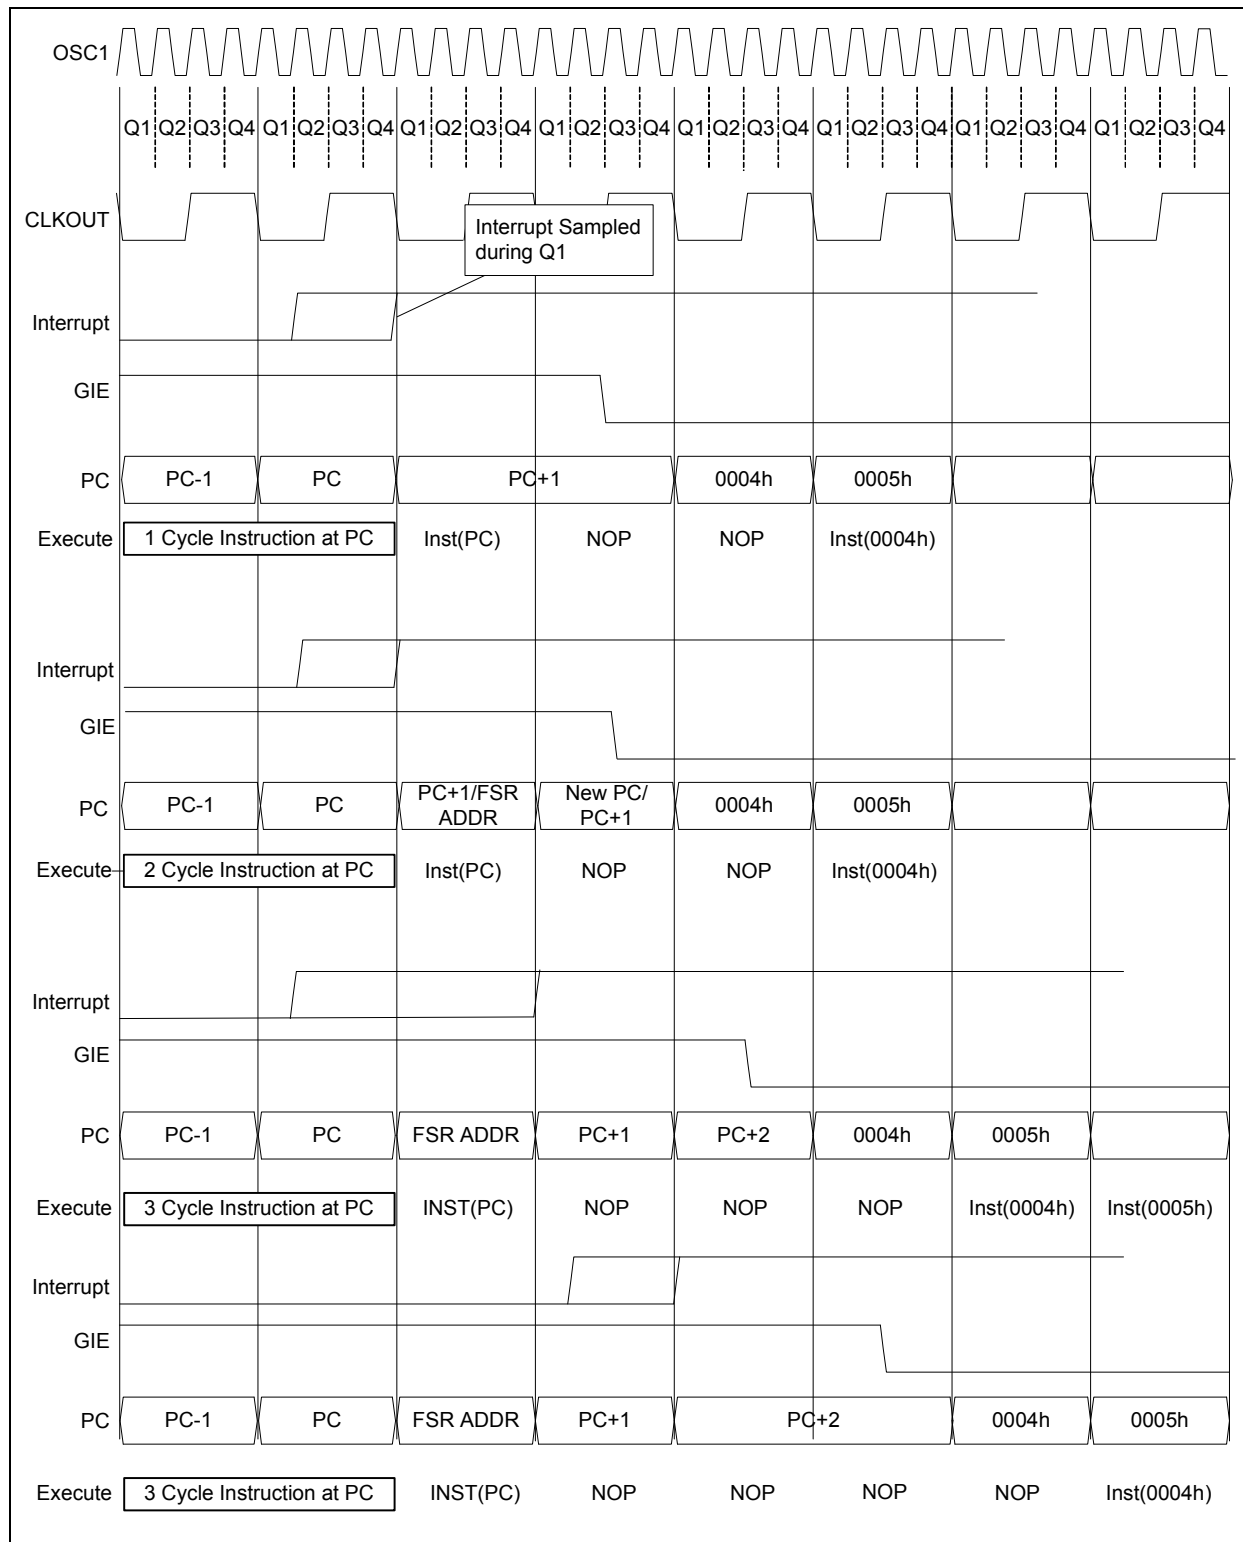 OSC1
Q1 Q2 Q3 Q4 Q1 Q2 Q3 Q4 Q1 Q2 Q3 Q4 Q1 Q2 Q3 Q4 Q1 Q2 Q3 Q4 Q1 Q2 Q3 Q4 Q1 Q2 Q3 Q4 Q1 Q2 Q3 Q4
CLKOUT
Interrupt Sampled
during Q1
Interrupt
GIE
PC PC-1 PC PC+1 0004h 0005h
Execute 1 Cycle Instruction at PC Inst(PC) NOP NOP Inst(0004h)
Interrupt
GIE
PC PC-1 PC PC+1/FSR ADDR New PC/ PC+1 0004h 0005h
Execute 2 Cycle Instruction at PC Inst(PC) NOP NOP Inst(0004h)
Interrupt
GIE
PC PC-1 PC FSR ADDR PC+1 PC+2 0004h 0005h
Execute 3 Cycle Instruction at PC INST(PC) NOP NOP NOP Inst(0004h) Inst(0005h)
Interrupt
GIE
PC PC-1 PC FSR ADDR PC+1 PC+2 0004h 0005h
Execute 3 Cycle Instruction at PC INST(PC) NOP NOP NOP NOP Inst(0004h)